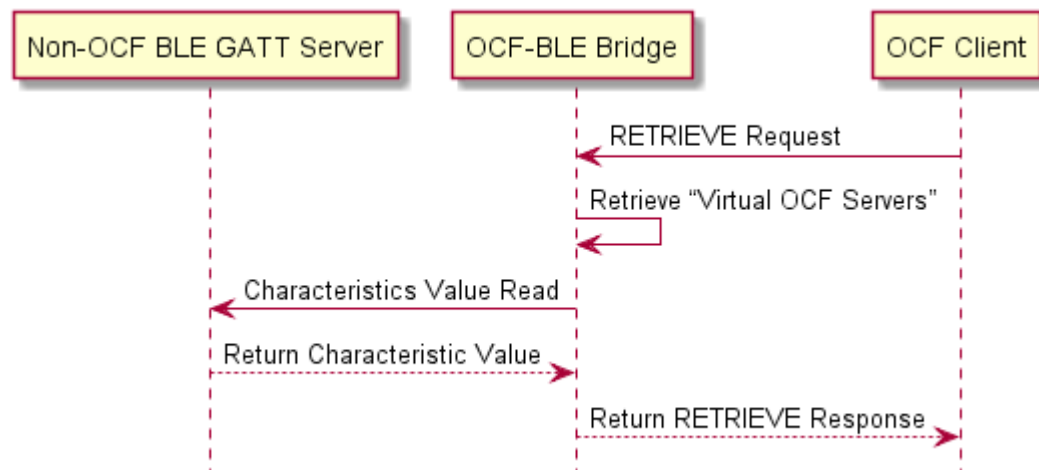 Non-OCF BLE GATT Server
OCF-BLE Bridge
OCF Client
RETRIEVE Request
Retrieve “Virtual OCF Servers”
Characteristics Value Read
Return Characteristic Value
Return RETRIEVE Response